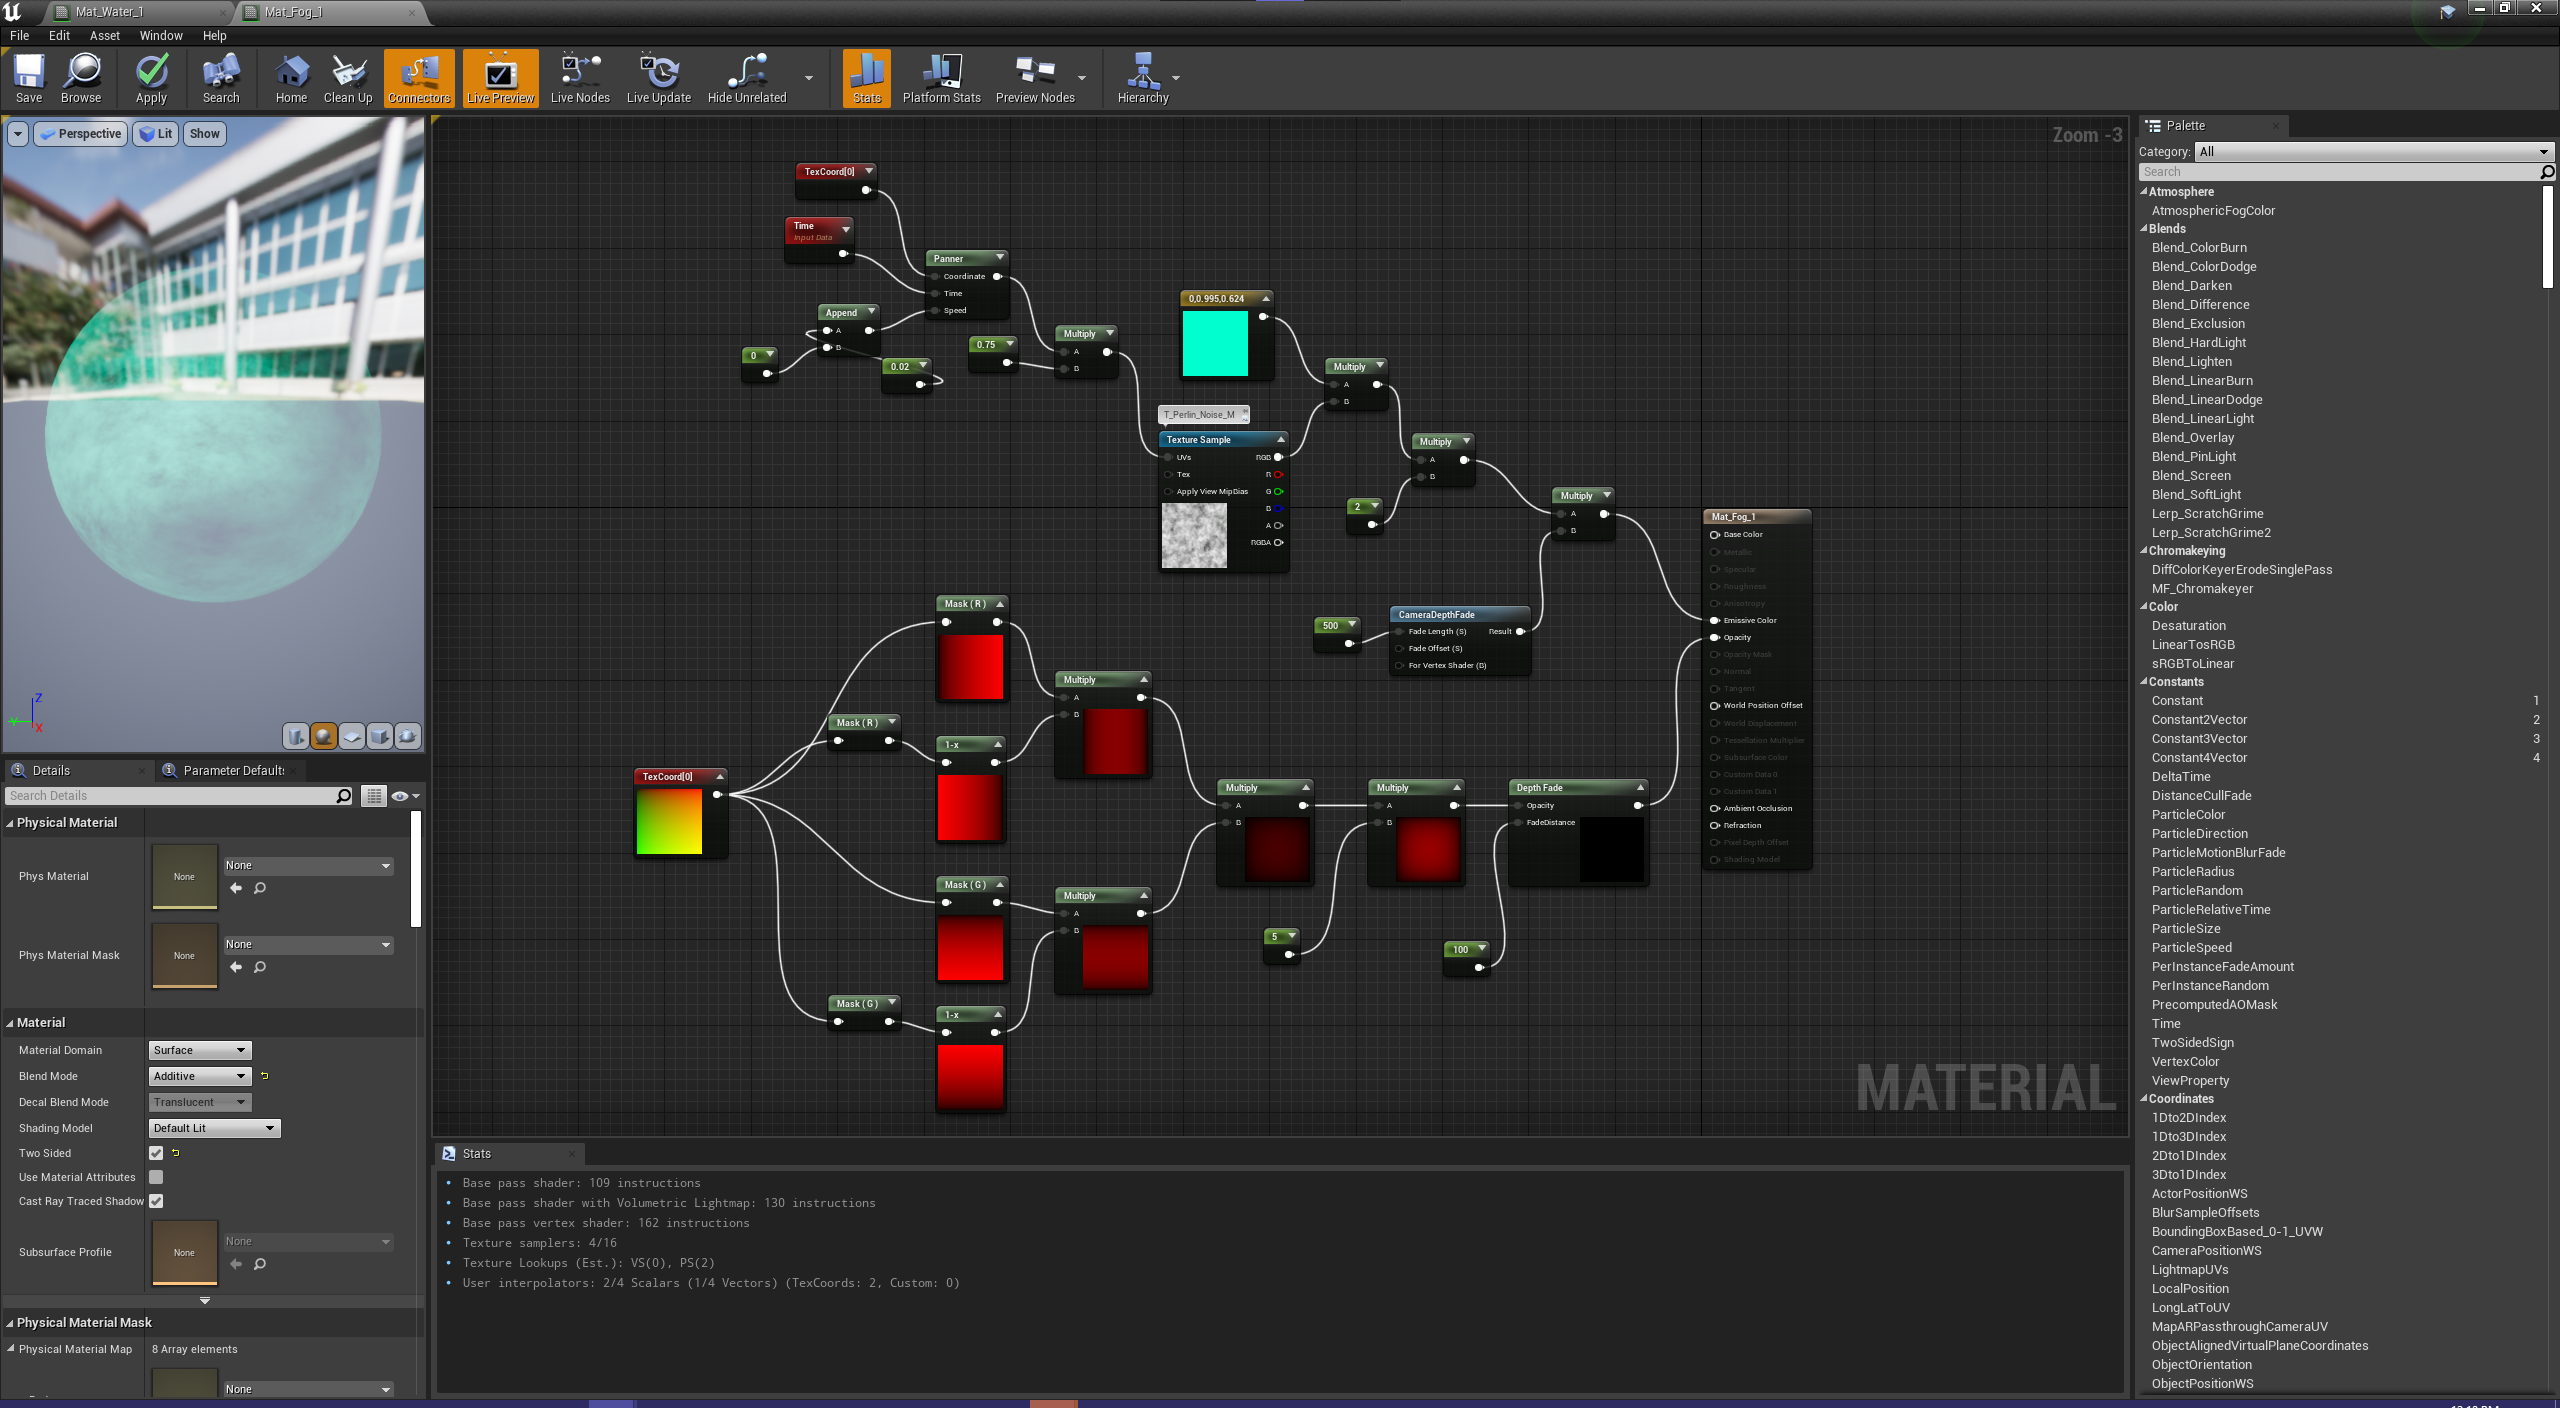 Mat_Water_1
Mat_Fog_1
File Edit Asset Window Help
Save Browse Apply Search Home Clean Up Connectors Live Preview Live Nodes Live Update Hide Unrelated Stats Platform Stats Preview Nodes Hierarchy
Perspective Lit Show
Z
Y
X
Details
Parameter Defaults
Search Details
Physical Material
Phys Material
None
None
Phys Material Mask
None
None
Material
Material Domain Surface
Blend Mode Additive
Decal Blend Mode Translucent
Shading Model Default Lit
Two Sided
Use Material Attributes
Cast Ray Traced Shadow
Subsurface Profile
None
None
Physical Material Mask
Physical Material Map 8 Array elements
None
Zoom -3
TexCoord[0]
Time
Input Data
Panner
Coordinate
Time
Speed
Append
A
B
0
0.02
0.75
Multiply
A
B
0,0.995,0.624
T_Perlin_Noise_M
Texture Sample
UVs RGB
Tex R
Apply View MipBias G
B
A
RGBA
Multiply
A
B
Multiply
A
B
2
Multiply
A
B
500
CameraDepthFade
Fade Length (S) Result
Fade Offset (S)
For Vertex Shader (B)
Mat_Fog_1
Base Color
Metallic
Specular
Roughness
Anisotropy
Emissive Color
Opacity
Opacity Mask
Normal
Tangent
World Position Offset
World Displacement
Tessellation Multiplier
Subsurface Color
Custom Data 0
Custom Data 1
Ambient Occlusion
Refraction
Pixel Depth Offset
Shading Model
TexCoord[0]
Mask ( R )
Mask ( R )
1-x
Multiply
A
B
Mask ( G )
Mask ( G )
1-x
Multiply
A
B
Multiply
A
B
5
Multiply
A
B
100
Depth Fade
Opacity
FadeDistance
MATERIAL
Stats
Base pass shader: 109 instructions
Base pass shader with Volumetric Lightmap: 130 instructions
Base pass vertex shader: 162 instructions
Texture samplers: 4/16
Texture Lookups (Est.): VS(0), PS(2)
User interpolators: 2/4 Scalars (1/4 Vectors) (TexCoords: 2, Custom: 0)
Palette
Category: All
Search
Atmosphere
AtmosphericFogColor
Blends
Blend_ColorBurn
Blend_ColorDodge
Blend_Darken
Blend_Difference
Blend_Exclusion
Blend_HardLight
Blend_Lighten
Blend_LinearBurn
Blend_LinearDodge
Blend_LinearLight
Blend_Overlay
Blend_PinLight
Blend_Screen
Blend_SoftLight
Lerp_ScratchGrime
Lerp_ScratchGrime2
Chromakeying
DiffColorKeyerErodeSinglePass
MF_Chromakeyer
Color
Desaturation
LinearTosRGB
sRGBToLinear
Constants
Constant 1
Constant2Vector 2
Constant3Vector 3
Constant4Vector 4
DeltaTime
DistanceCullFade
ParticleColor
ParticleDirection
ParticleMotionBlurFade
ParticleRadius
ParticleRandom
ParticleRelativeTime
ParticleSize
ParticleSpeed
PerInstanceFadeAmount
PerInstanceRandom
PrecomputedAOMask
Time
TwoSidedSign
VertexColor
ViewProperty
Coordinates
1Dto2DIndex
1Dto3DIndex
2Dto1DIndex
3Dto1DIndex
ActorPositionWS
BlurSampleOffsets
BoundingBoxBased_0-1_UVW
CameraPositionWS
LightmapUVs
LocalPosition
LongLatToUV
MapARPassthroughCameraUV
ObjectAlignedVirtualPlaneCoordinates
ObjectOrientation
ObjectPositionWS